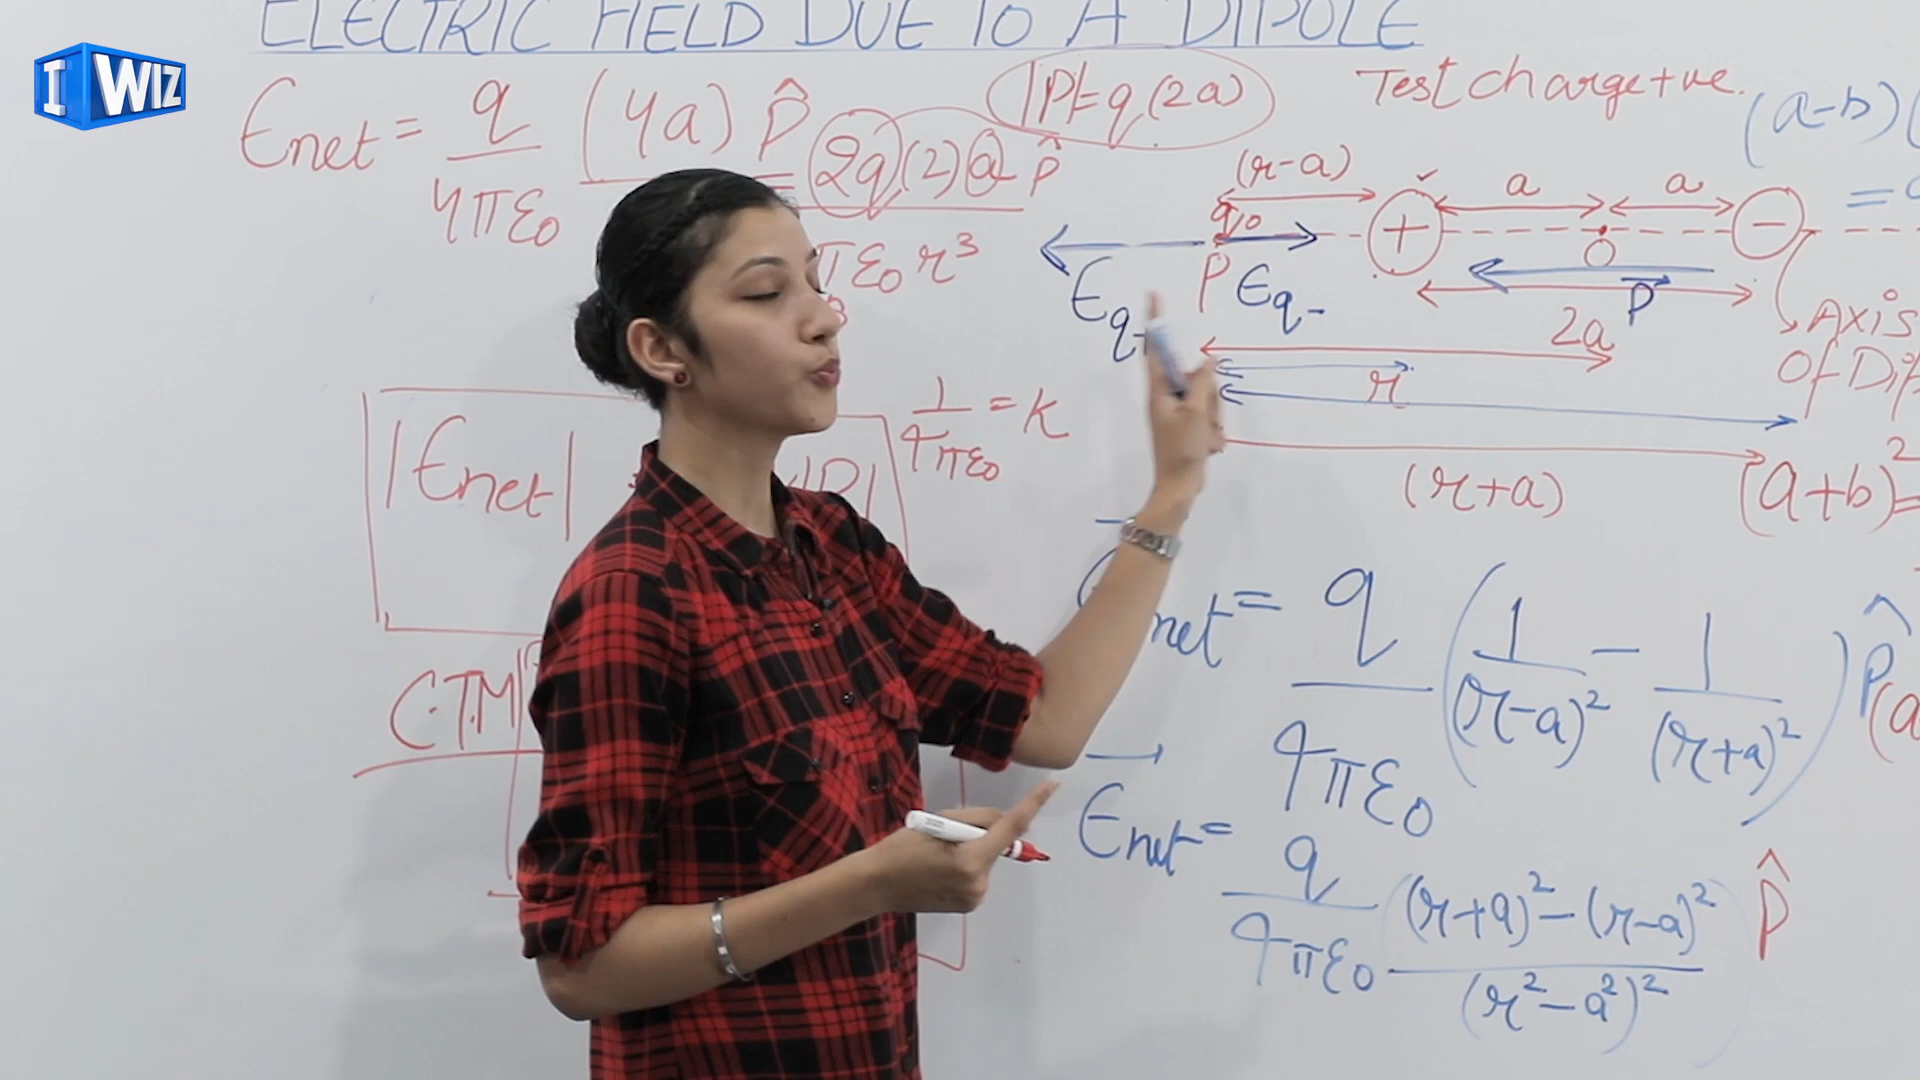 I WIZ
ELECTRIC FIELD DUE TO A DIPOLE
Enet = q/4πε₀ (4a) P̂ = 2q(2)a P̂
πε₀ r³
|P| = q(2a)
Test charge +ve.
(a-b)
(r-a)
a
a
q₀
+
-
O
P
Eq-
Eq+
P⃗
2a
Axis
Of
r
(r+a)
(a+b)² =
1/4πε₀ = K
|Enet|
|P|
C.T.M
Enet = q/4πε₀ (1/(r-a)² - 1/(r+a)²) P̂
(a
E⃗net = q/4πε₀ (r+a)² - (r-a)²/(r² - a²)² P̂